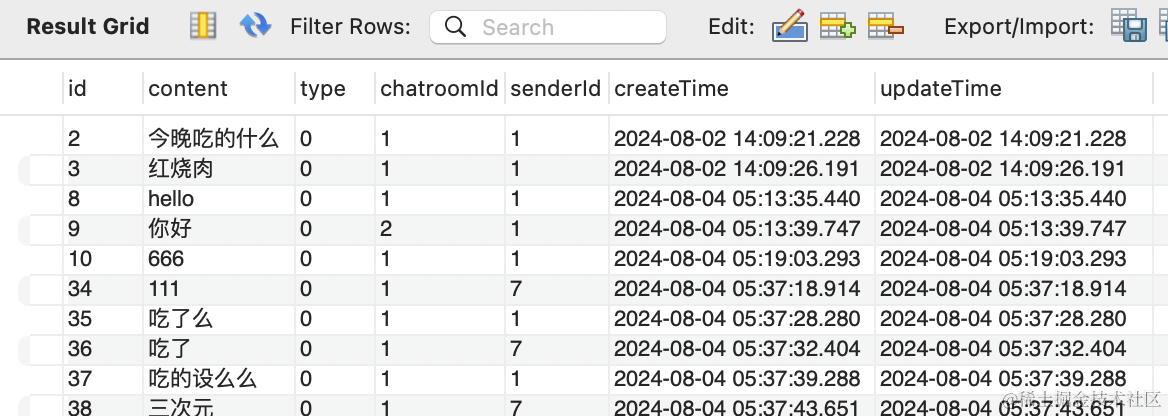 Result Grid Filter Rows: Search Edit: Export/Import:
id content type chatroomId senderId createTime updateTime
2 今晚吃的什么 0 1 1 2024-08-02 14:09:21.228 2024-08-02 14:09:21.228
3 红烧肉 0 1 1 2024-08-02 14:09:26.191 2024-08-02 14:09:26.191
8 hello 0 1 1 2024-08-04 05:13:35.440 2024-08-04 05:13:35.440
9 你好 0 2 1 2024-08-04 05:13:39.747 2024-08-04 05:13:39.747
10 666 0 1 1 2024-08-04 05:19:03.293 2024-08-04 05:19:03.293
34 111 0 1 7 2024-08-04 05:37:18.914 2024-08-04 05:37:18.914
35 吃了么 0 1 1 2024-08-04 05:37:28.280 2024-08-04 05:37:28.280
36 吃了 0 1 7 2024-08-04 05:37:32.404 2024-08-04 05:37:32.404
37 吃的设么么 0 1 1 2024-08-04 05:37:39.288 2024-08-04 05:37:39.288
38 三次元 0 1 7 2024-08-04 05:37:43.651 2024-08-04 05:37:43.651
@稀土掘金技术社区